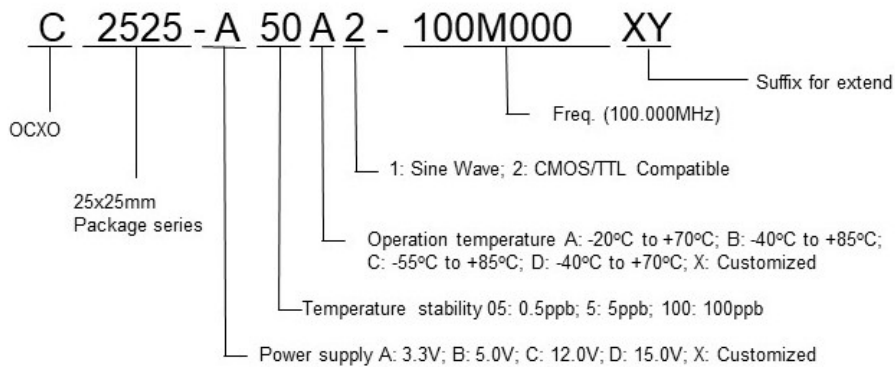 C 2525 - A 50 A 2 - 100M000 XY
Suffix for extend
Freq. (100.000MHz)
OCXO
1: Sine Wave; 2: CMOS/TTL Compatible
25x25mm
Package series
Operation temperature A: -20ºC to +70ºC; B: -40ºC to +85ºC;
C: -55ºC to +85ºC; D: -40ºC to +70ºC; X: Customized
Temperature stability 05: 0.5ppb; 5: 5ppb; 100: 100ppb
Power supply A: 3.3V; B: 5.0V; C: 12.0V; D: 15.0V; X: Customized